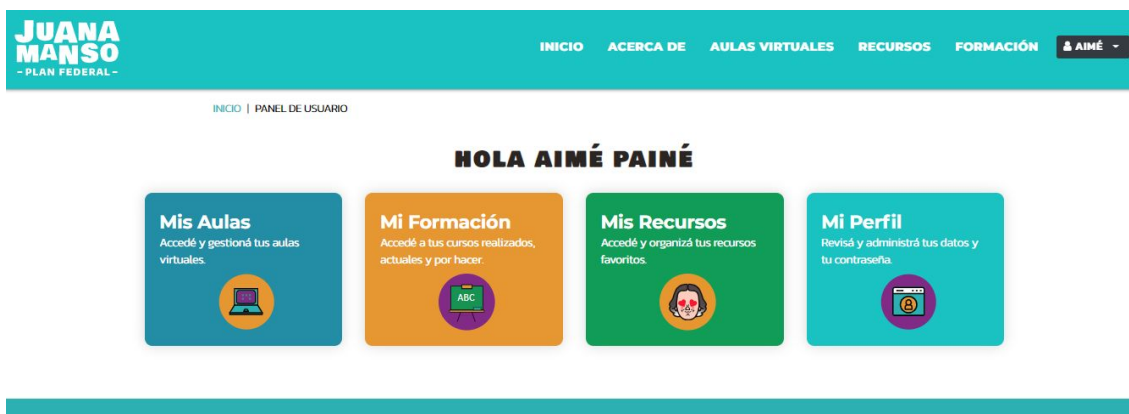 JUANA
MANSO
- PLAN FEDERAL -
INICIO ACERCA DE AULAS VIRTUALES RECURSOS FORMACIÓN AIMÉ
INICIO | PANEL DE USUARIO
HOLA AIMÉ PAINÉ
Mis Aulas
Accedé y gestioná tus aulas
virtuales.
Mi Formación
Accedé a tus cursos realizados,
actuales y por hacer.
ABC
Mis Recursos
Accedé y organizá tus recursos
favoritos.
Mi Perfil
Revisá y administrá tus datos y
tu contraseña.